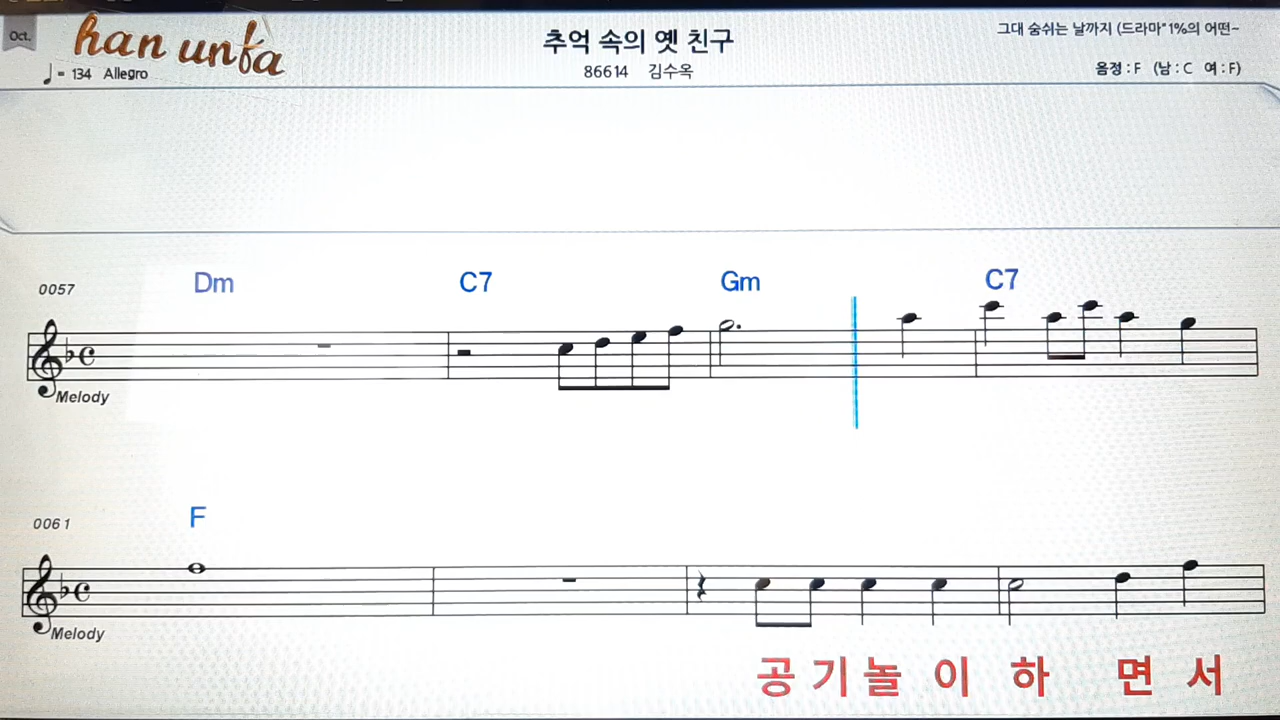 Oct.
han unfa
= 134 Allegro
추억 속의 옛 친구
86614 김수옥
그대 숨쉬는 날까지 (드라마"1%의 어떤~
음정 : F (남 : C 여 : F)
0057
Dm C7 Gm C7
Melody
0061
F
Melody
공 기 놀 이 하 면 서